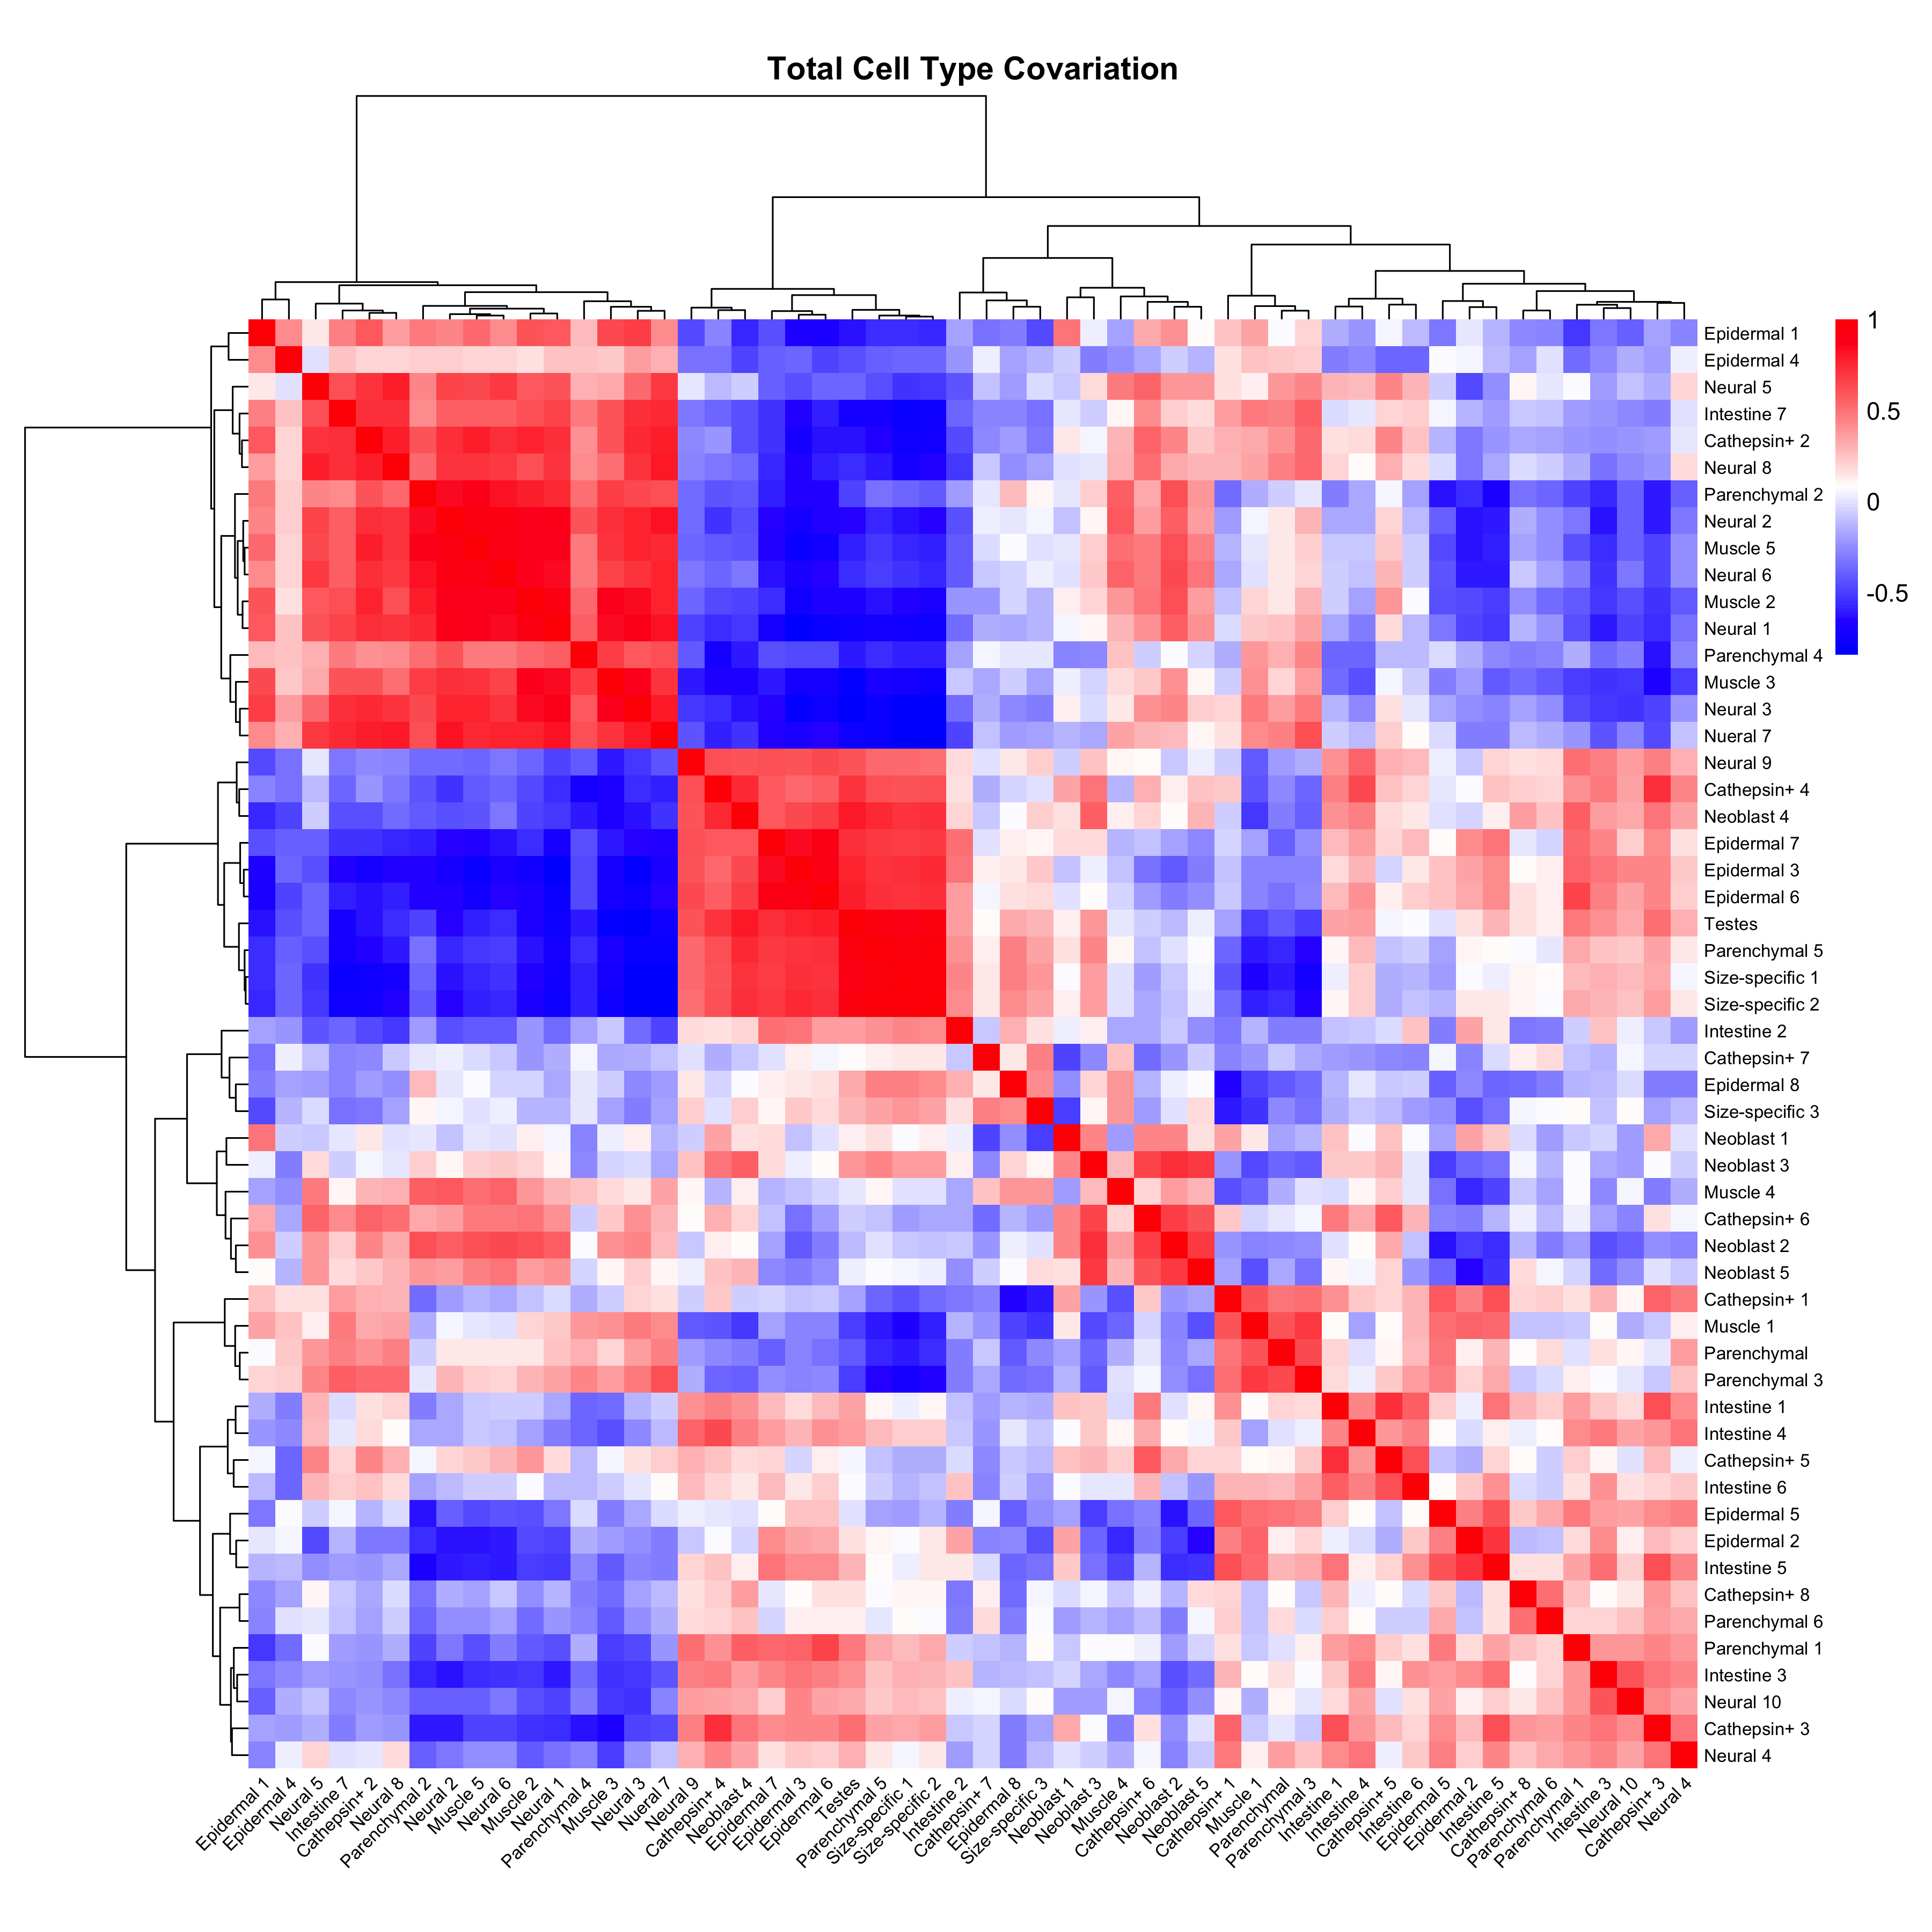 Total Cell Type Covariation
1
0.5
0
-0.5
Epidermal 1
Epidermal 4
Neural 5
Intestine 7
Cathepsin+ 2
Neural 8
Parenchymal 2
Neural 2
Muscle 5
Neural 6
Muscle 2
Neural 1
Parenchymal 4
Muscle 3
Neural 3
Nueral 7
Neural 9
Cathepsin+ 4
Neoblast 4
Epidermal 7
Epidermal 3
Epidermal 6
Testes
Parenchymal 5
Size-specific 1
Size-specific 2
Intestine 2
Cathepsin+ 7
Epidermal 8
Size-specific 3
Neoblast 1
Neoblast 3
Muscle 4
Cathepsin+ 6
Neoblast 2
Neoblast 5
Cathepsin+ 1
Muscle 1
Parenchymal
Parenchymal 3
Intestine 1
Intestine 4
Cathepsin+ 5
Intestine 6
Epidermal 5
Epidermal 2
Intestine 5
Cathepsin+ 8
Parenchymal 6
Parenchymal 1
Intestine 3
Neural 10
Cathepsin+ 3
Neural 4
Epidermal 1
Epidermal 4
Neural 5
Intestine 7
Cathepsin+ 2
Neural 8
Parenchymal 2
Neural 2
Muscle 5
Neural 6
Muscle 2
Neural 1
Parenchymal 4
Muscle 3
Neural 3
Nueral 7
Neural 9
Cathepsin+ 4
Neoblast 4
Epidermal 7
Epidermal 3
Epidermal 6
Testes
Parenchymal 5
Size-specific 1
Size-specific 2
Intestine 2
Cathepsin+ 7
Epidermal 8
Size-specific 3
Neoblast 1
Neoblast 3
Muscle 4
Cathepsin+ 6
Neoblast 2
Neoblast 5
Cathepsin+ 1
Muscle 1
Parenchymal
Parenchymal 3
Intestine 1
Intestine 4
Cathepsin+ 5
Intestine 6
Epidermal 5
Epidermal 2
Intestine 5
Cathepsin+ 8
Parenchymal 6
Parenchymal 1
Intestine 3
Neural 10
Cathepsin+ 3
Neural 4